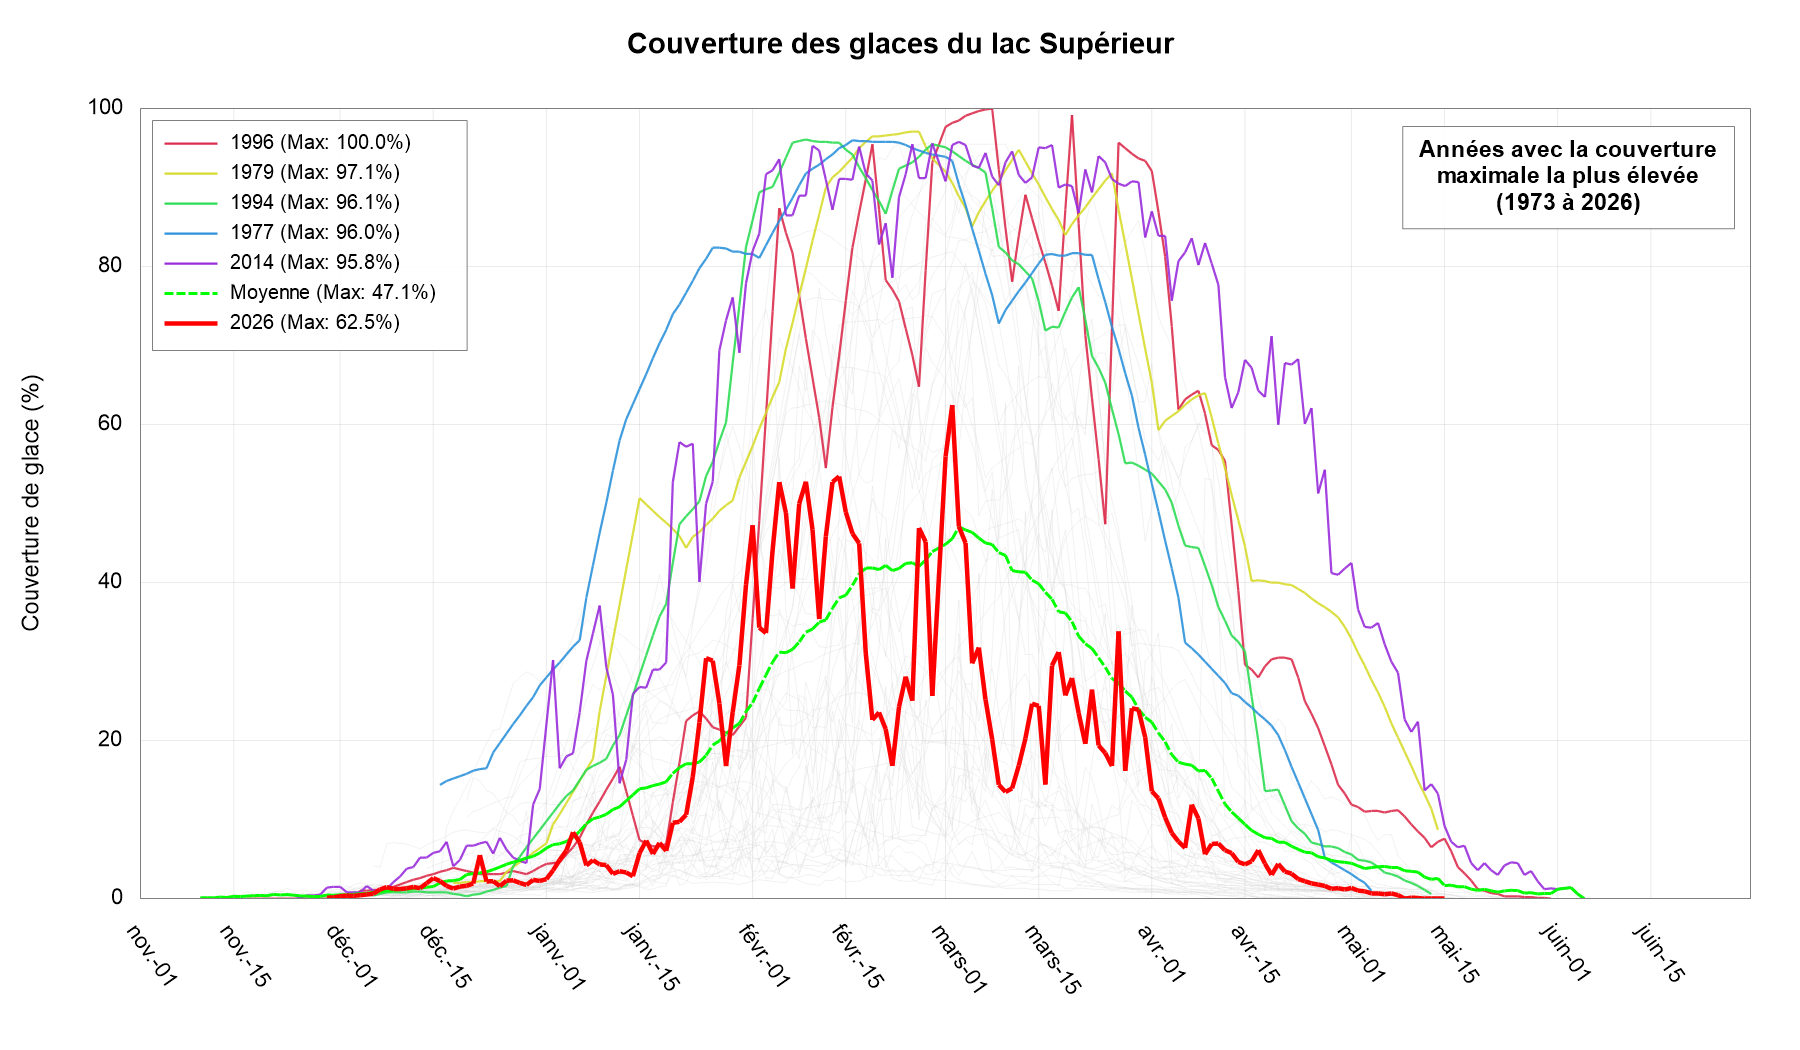 Couverture des glaces du lac Supérieur
Couverture de glace (%)
100
80
60
40
20
0
1996 (Max: 100.0%)
1979 (Max: 97.1%)
1994 (Max: 96.1%)
1977 (Max: 96.0%)
2014 (Max: 95.8%)
Moyenne (Max: 47.1%)
2026 (Max: 62.5%)
Années avec la couverture
maximale la plus élevée
(1973 à 2026)
nov.-01
nov.-15
déc.-01
déc.-15
janv.-01
janv.-15
févr.-01
févr.-15
mars-01
mars-15
avr.-01
avr.-15
mai-01
mai-15
juin-01
juin-15